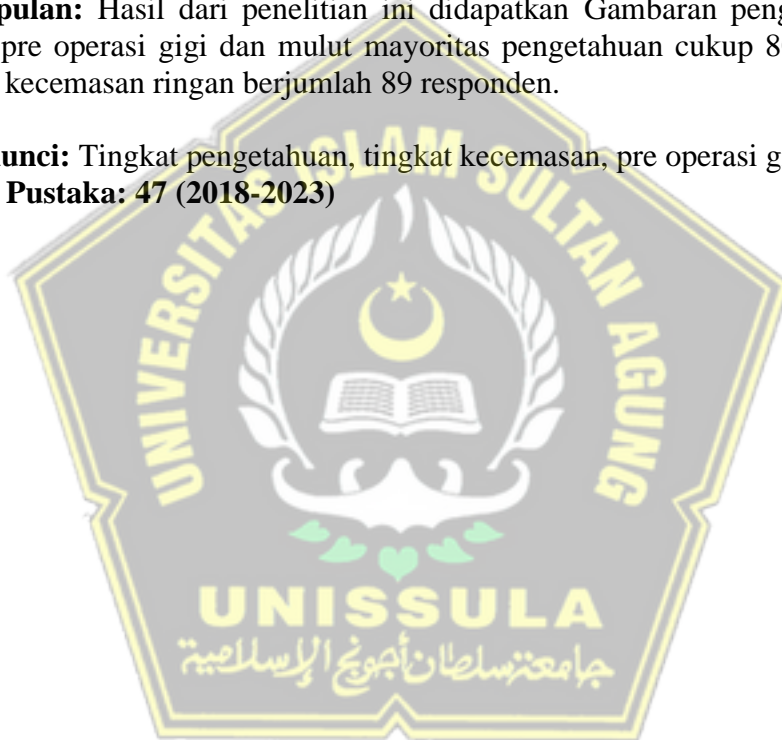 pulan: Hasil dari penelitian ini didapatkan Gambaran peng
pre operasi gigi dan mulut mayoritas pengetahuan cukup 8
kecemasan ringan berjumlah 89 responden.
unci: Tingkat pengetahuan, tingkat kecemasan, pre operasi g
Pustaka: 47 (2018-2023)
UNIVERSITAS ISLAM SULTAN AGUNG
UNISSULA
جامعة سلطان أجونج الإسلامية